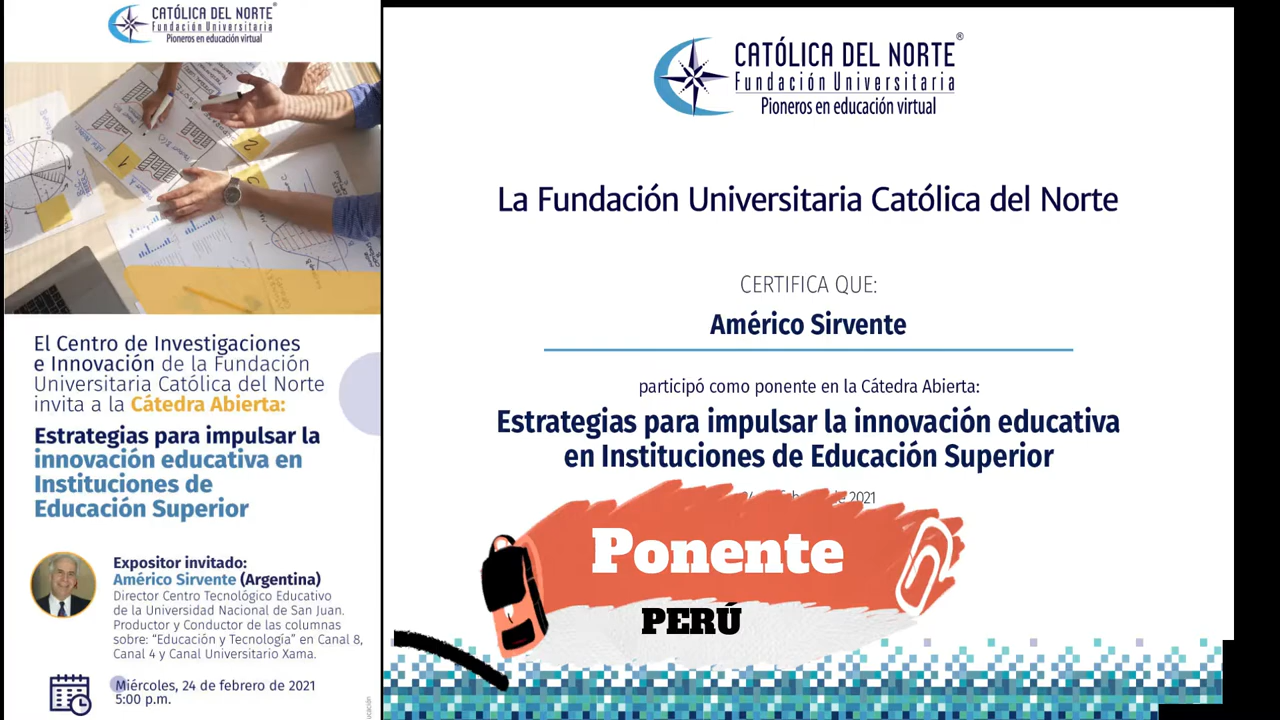 CATÓLICA DEL NORTE
Fundación Universitaria
Pioneros en educación virtual
El Centro de Investigaciones
e Innovación de la Fundación
Universitaria Católica del Norte
invita a la Cátedra Abierta:
Estrategias para impulsar la
innovación educativa en
Instituciones de
Educación Superior
Expositor invitado:
Américo Sirvente (Argentina)
Director Centro Tecnológico Educativo
de la Universidad Nacional de San Juan.
Productor y Conductor de las columnas
sobre: “Educación y Tecnología” en Canal 8,
Canal 4 y Canal Universitario Xama.
Miércoles, 24 de febrero de 2021
5:00 p.m.
CATÓLICA DEL NORTE®
Fundación Universitaria
Pioneros en educación virtual
La Fundación Universitaria Católica del Norte
CERTIFICA QUE:
Américo Sirvente
participó como ponente en la Cátedra Abierta:
Estrategias para impulsar la innovación educativa
en Instituciones de Educación Superior
2021
Ponente
PERÚ